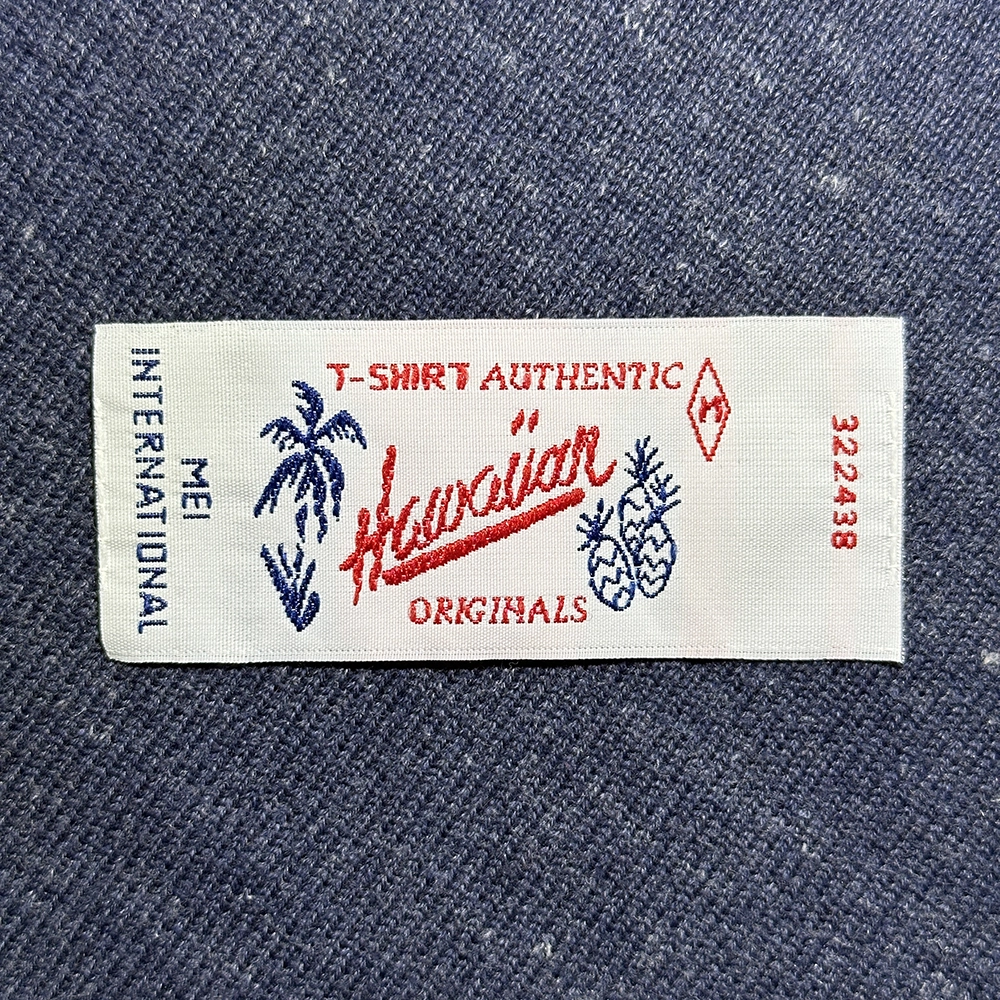 T-SHIRT AUTHENTIC
Hawaiian
ORIGINALS
MEI
INTERNATIONAL
322438